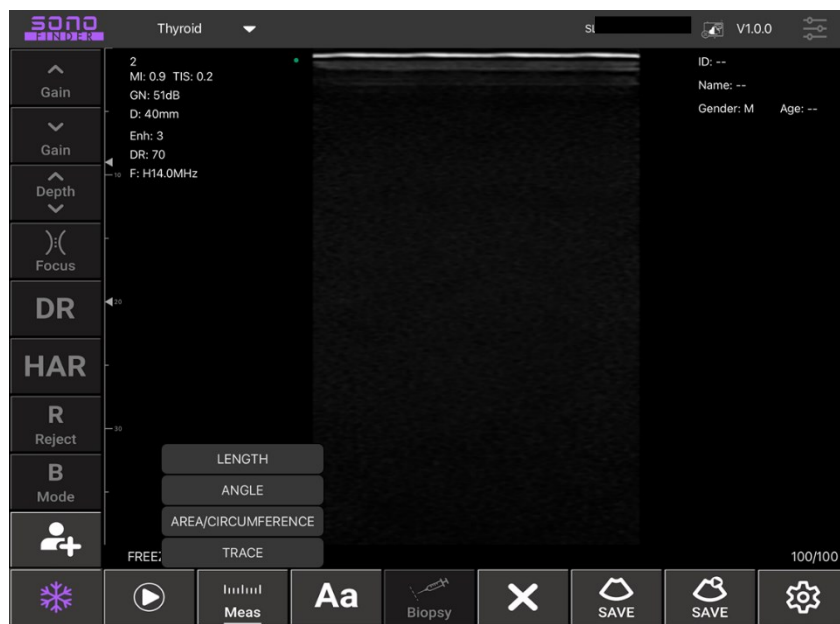 SONO
FINDER
Thyroid
V1.0.0
Gain
Gain
Depth
Focus
DR
HAR
R
Reject
B
Mode
2
MI: 0.9 TIS: 0.2
GN: 51dB
D: 40mm
Enh: 3
DR: 70
F: H14.0MHz
10
20
30
ID: --
Name: --
Gender: M Age: --
LENGTH
ANGLE
AREA/CIRCUMFERENCE
TRACE
100/100
Meas
Aa
Biopsy
SAVE
SAVE